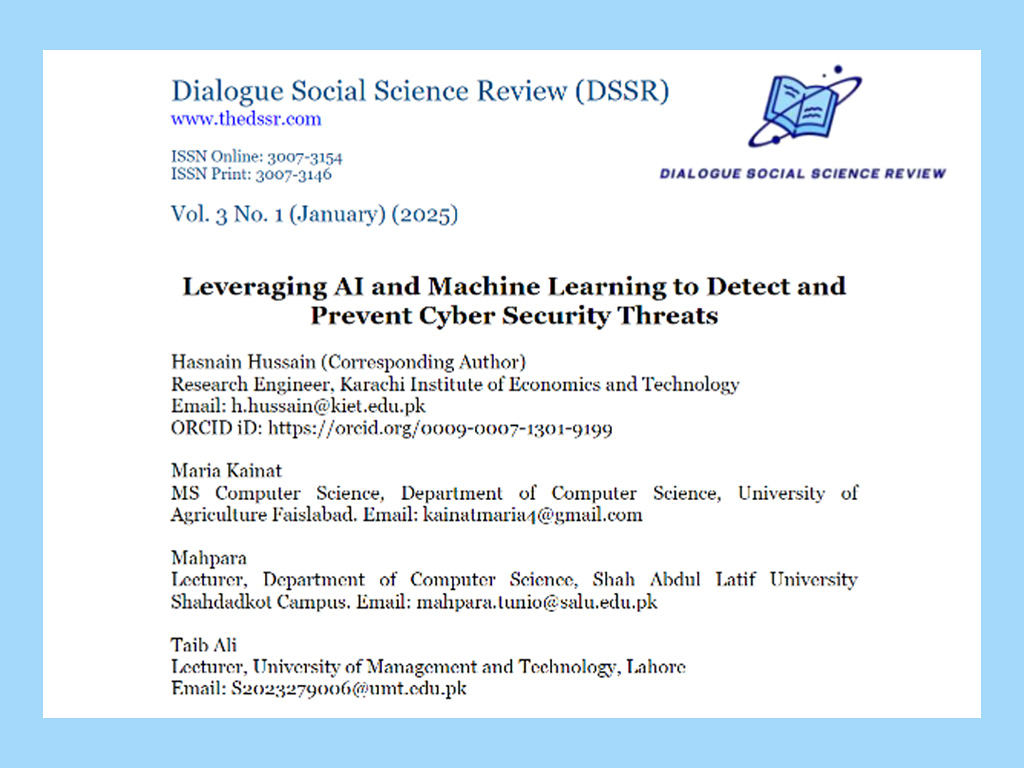 Dialogue Social Science Review (DSSR)
www.thedssr.com
ISSN Online: 3007-3154
ISSN Print: 3007-3146
DIALOGUE SOCIAL SCIENCE REVIEW
Vol. 3 No. 1 (January) (2025)
Leveraging AI and Machine Learning to Detect and
Prevent Cyber Security Threats
Hasnain Hussain (Corresponding Author)
Research Engineer, Karachi Institute of Economics and Technology
Email: h.hussain@kiet.edu.pk
ORCID iD: https://orcid.org/0009-0007-1301-9199
Maria Kainat
MS Computer Science, Department of Computer Science, University of
Agriculture Faislabad. Email: kainatmaria4@gmail.com
Mahpara
Lecturer, Department of Computer Science, Shah Abdul Latif University
Shahdadkot Campus. Email: mahpara.tunio@salu.edu.pk
Taib Ali
Lecturer, University of Management and Technology, Lahore
Email: S2023279006@umt.edu.pk